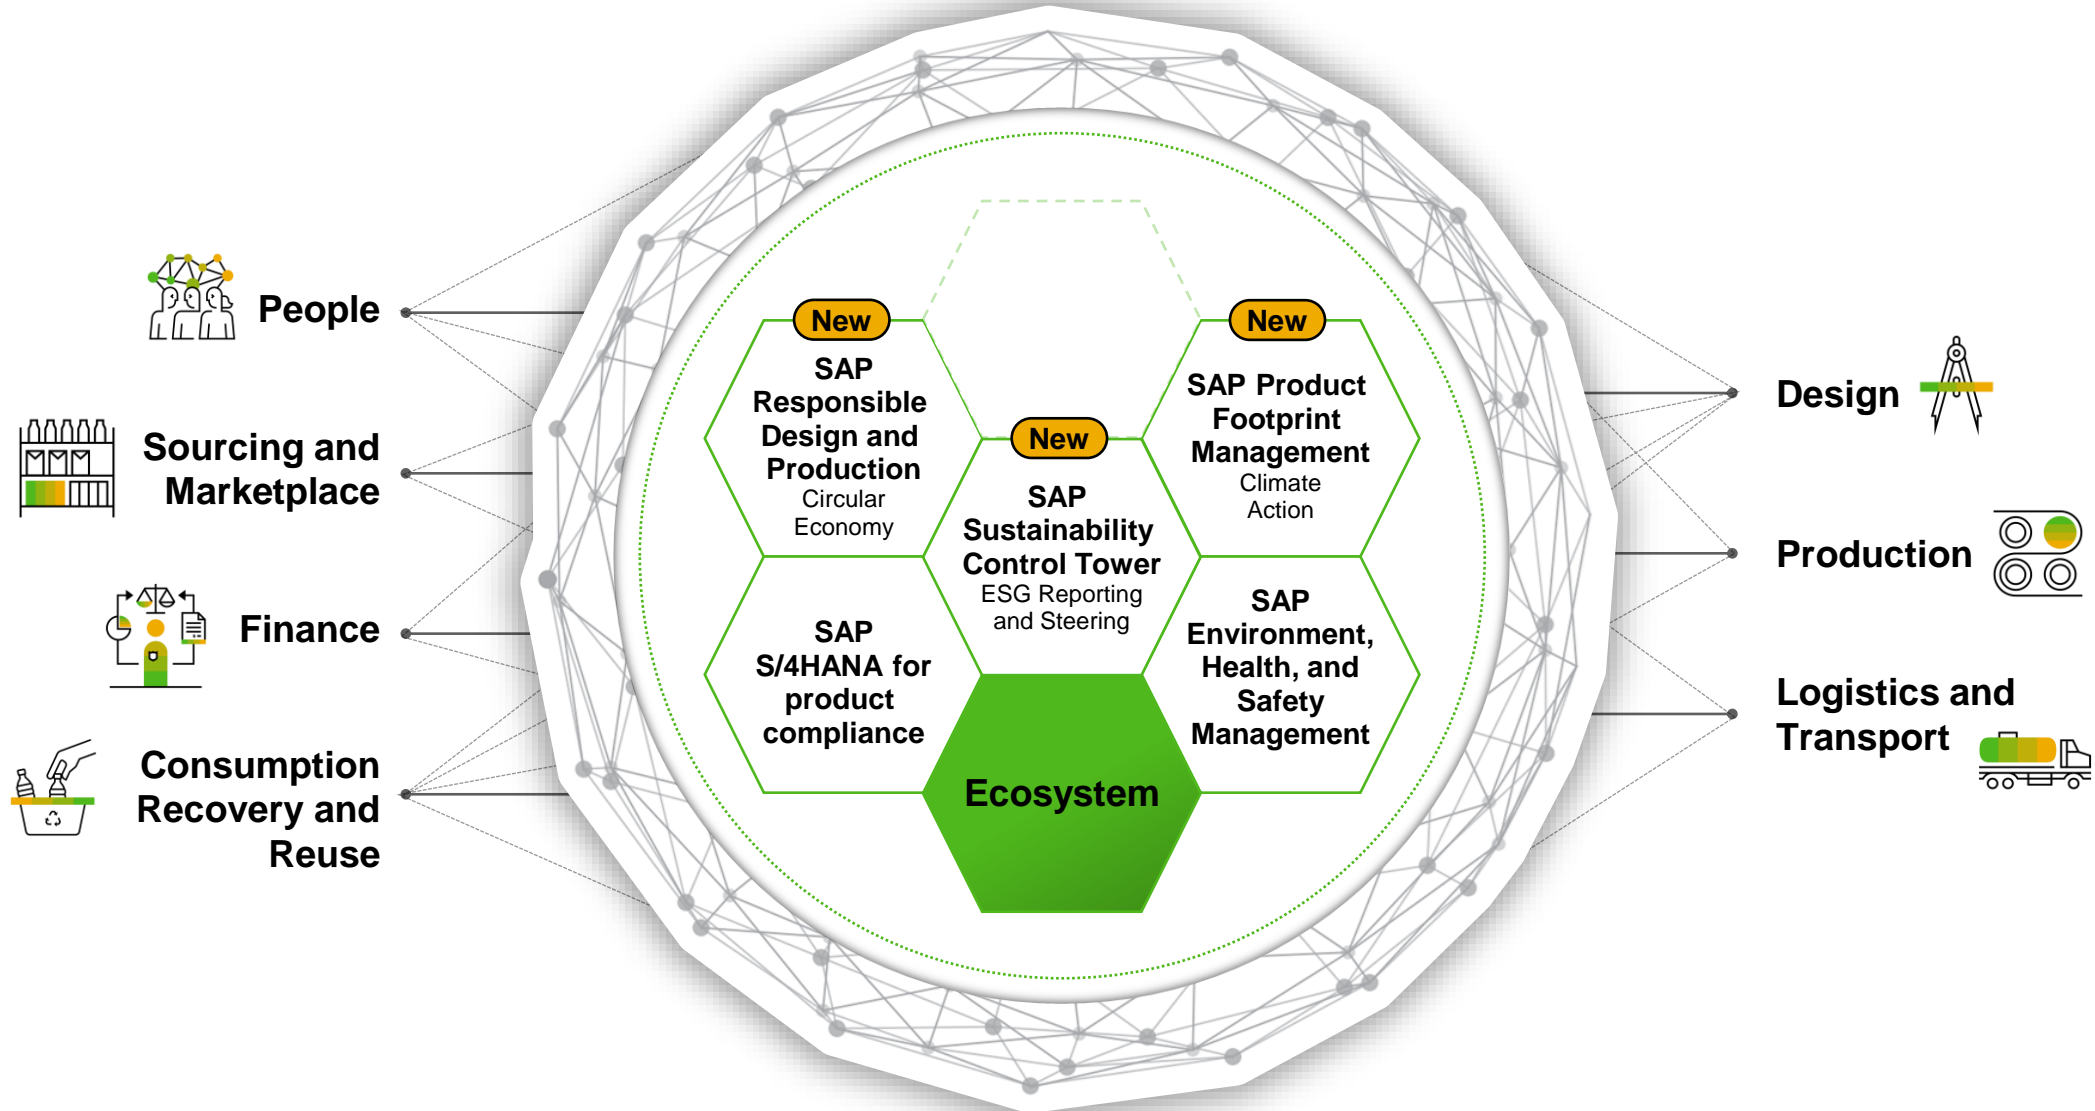 People
Sourcing and
Marketplace
Finance
Consumption
Recovery and
Reuse
New
SAP
Responsible
Design and
Production
Circular
Economy
New
SAP
Sustainability
Control Tower
ESG Reporting
and Steering
New
SAP Product
Footprint
Management
Climate
Action
SAP
S/4HANA for
product
compliance
Ecosystem
SAP
Environment,
Health, and
Safety
Management
Design
Production
Logistics and
Transport